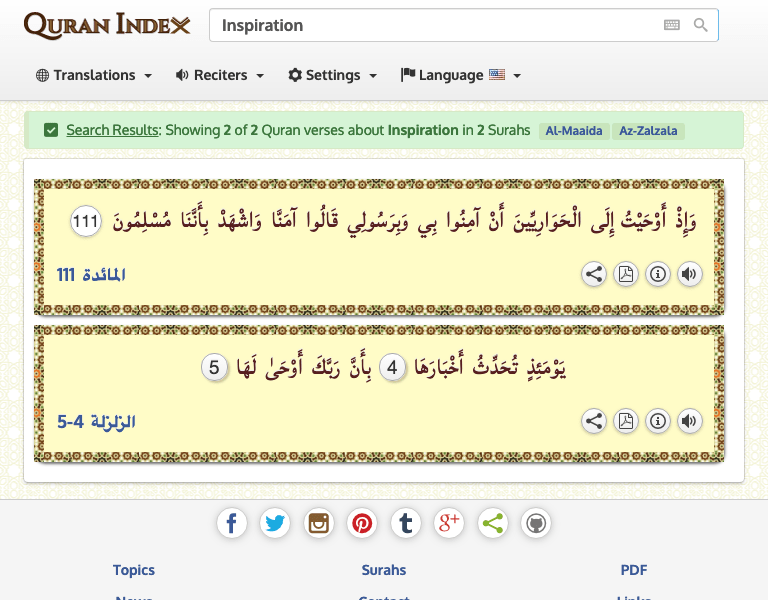 QURAN INDEX
Inspiration
Translations Reciters Settings Language
Search Results: Showing 2 of 2 Quran verses about Inspiration in 2 Surahs Al-Maaida Az-Zalzala
وَإِذْ أَوْحَيْتُ إِلَى الْحَوَارِيِّينَ أَنْ آمِنُوا بِي وَبِرَسُولِي قَالُوا آمَنَّا وَاشْهَدْ بِأَنَّنَا مُسْلِمُونَ 111
المائدة 111
يَوْمَئِذٍ تُحَدِّثُ أَخْبَارَهَا 4 بِأَنَّ رَبَّكَ أَوْحَىٰ لَهَا 5
الزلزلة 4-5
Topics Surahs PDF
News Contact Links